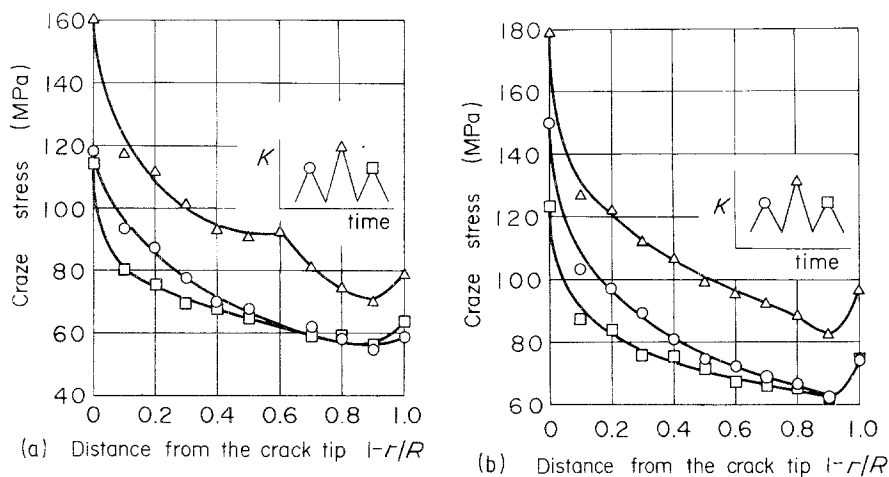 160
140
120
100
80
60
40
Craze stress (MPa)
K
time
0 0.2 0.4 0.6 0.8 1.0
(a) Distance from the crack tip 1-r/R
180
160
140
120
100
80
60
Craze stress (MPa)
K
time
0 0.2 0.4 0.6 0.8 1.0
(b) Distance from the crack tip 1-r/R